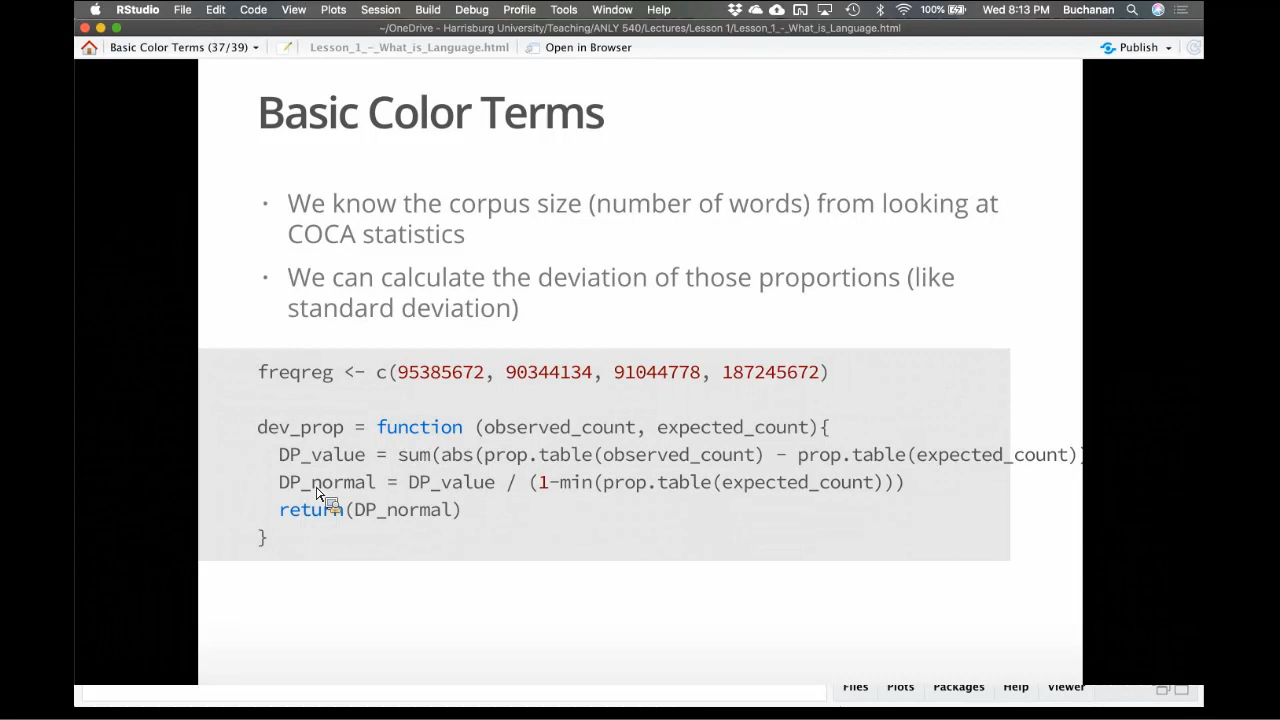 RStudio File Edit Code View Plots Session Build Debug Profile Tools Window Help 100% Wed 8:13 PM Buchanan
~/OneDrive - Harrisburg University/Teaching/ANLY 540/Lectures/Lesson 1/Lesson_1_-_What_is_Language.html
Basic Color Terms (37/39) Lesson_1_-_What_is_Language.html Open in Browser Publish
Basic Color Terms
• We know the corpus size (number of words) from looking at
COCA statistics
• We can calculate the deviation of those proportions (like
standard deviation)
freqreg <- c(95385672, 90344134, 91044778, 187245672)
dev_prop = function (observed_count, expected_count){
DP_value = sum(abs(prop.table(observed_count) - prop.table(expected_count))
DP_normal = DP_value / (1-min(prop.table(expected_count)))
return(DP_normal)
}
Files Plots Packages Help Viewer